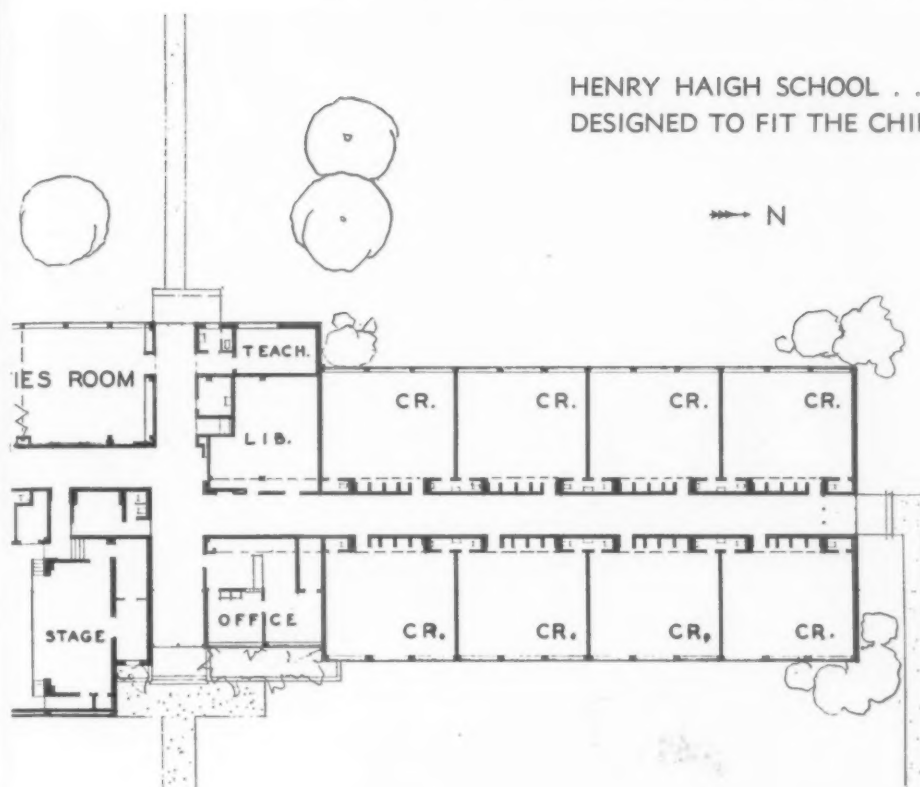 HENRY HAIGH SCHOOL . .
DESIGNED TO FIT THE CHI
N
TEACH.
IES ROOM
CR. CR. CR. CR.
LIB.
OFFICE
STAGE
CR. CR. CR. CR.